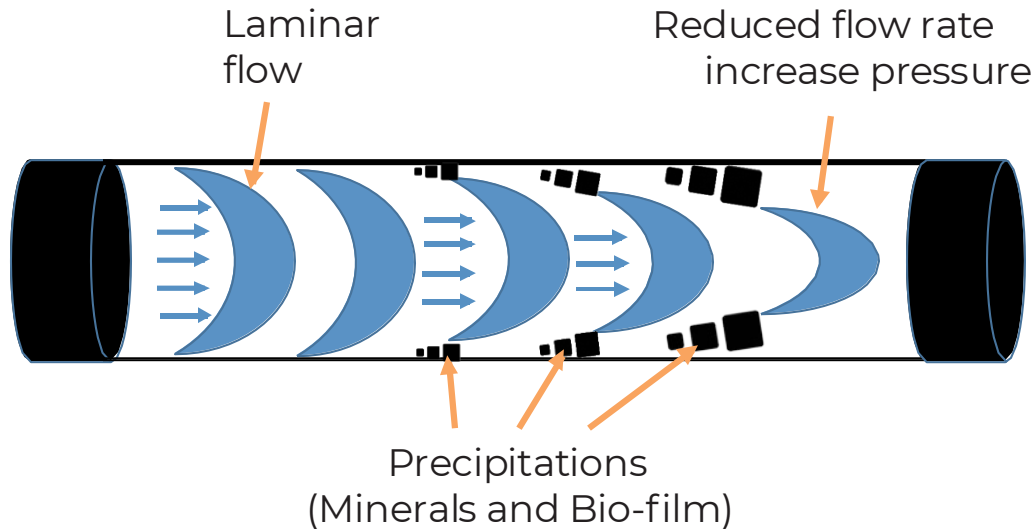 Laminar
flow
Reduced flow rate
increase pressure
Precipitations
(Minerals and Bio-film)